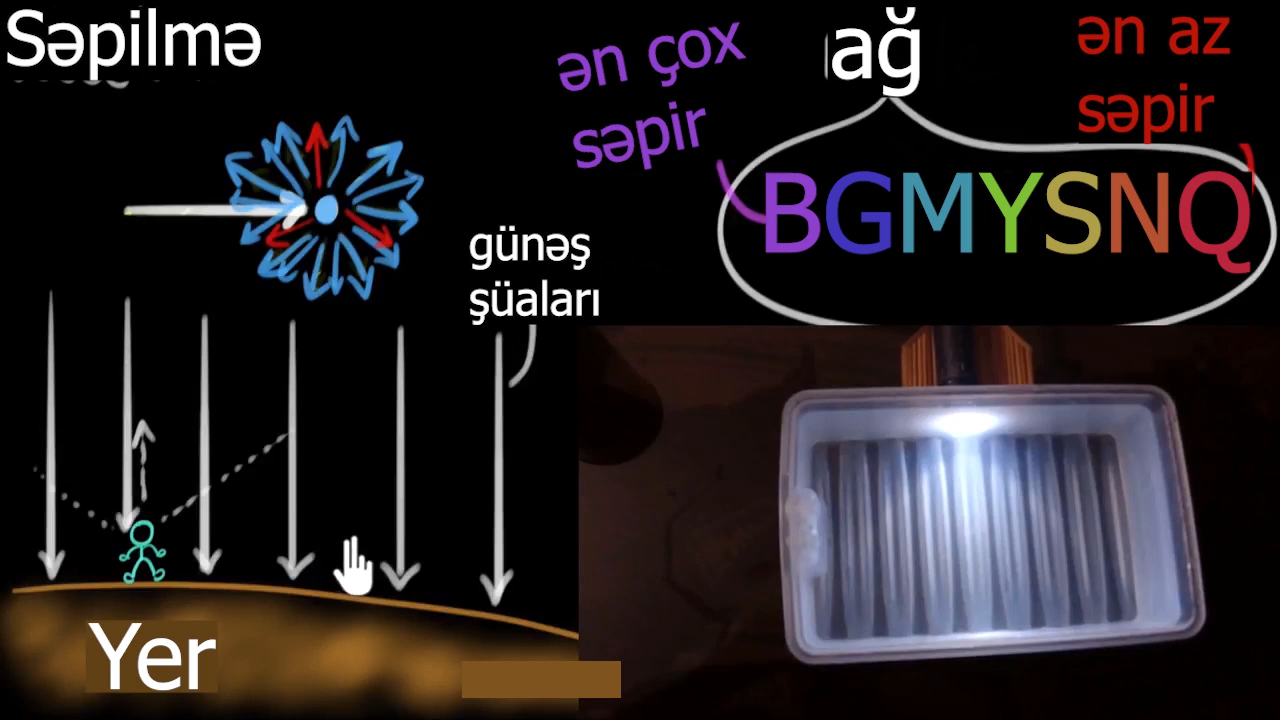 Səpilmə
ən çox
səpir
ağ
ən az
səpir
BGMYSNQ
günəş
şüaları
Yer